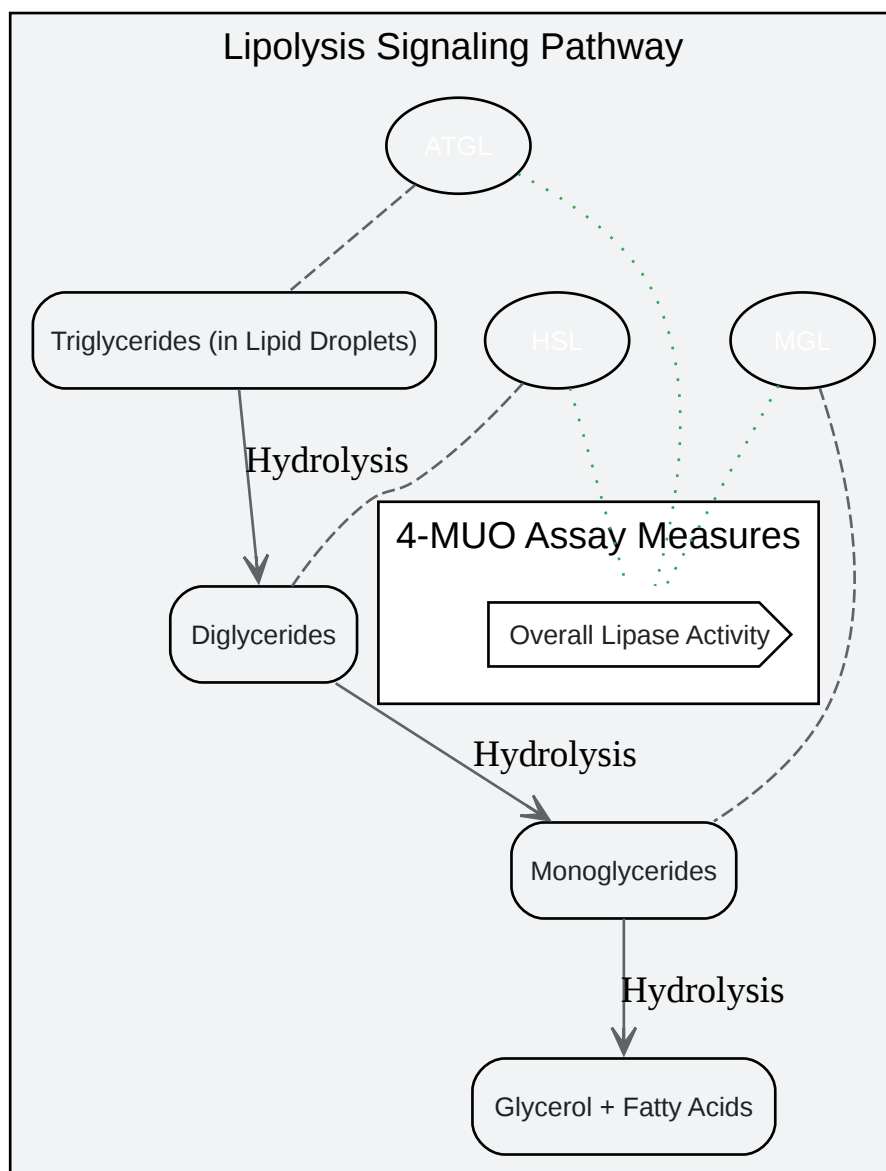 Lipolysis Signaling Pathway
ATGL
Triglycerides (in Lipid Droplets)
HSL
MGL
Hydrolysis
4-MUO Assay Measures
Diglycerides
Overall Lipase Activity
Hydrolysis
Monoglycerides
Hydrolysis
Glycerol + Fatty Acids